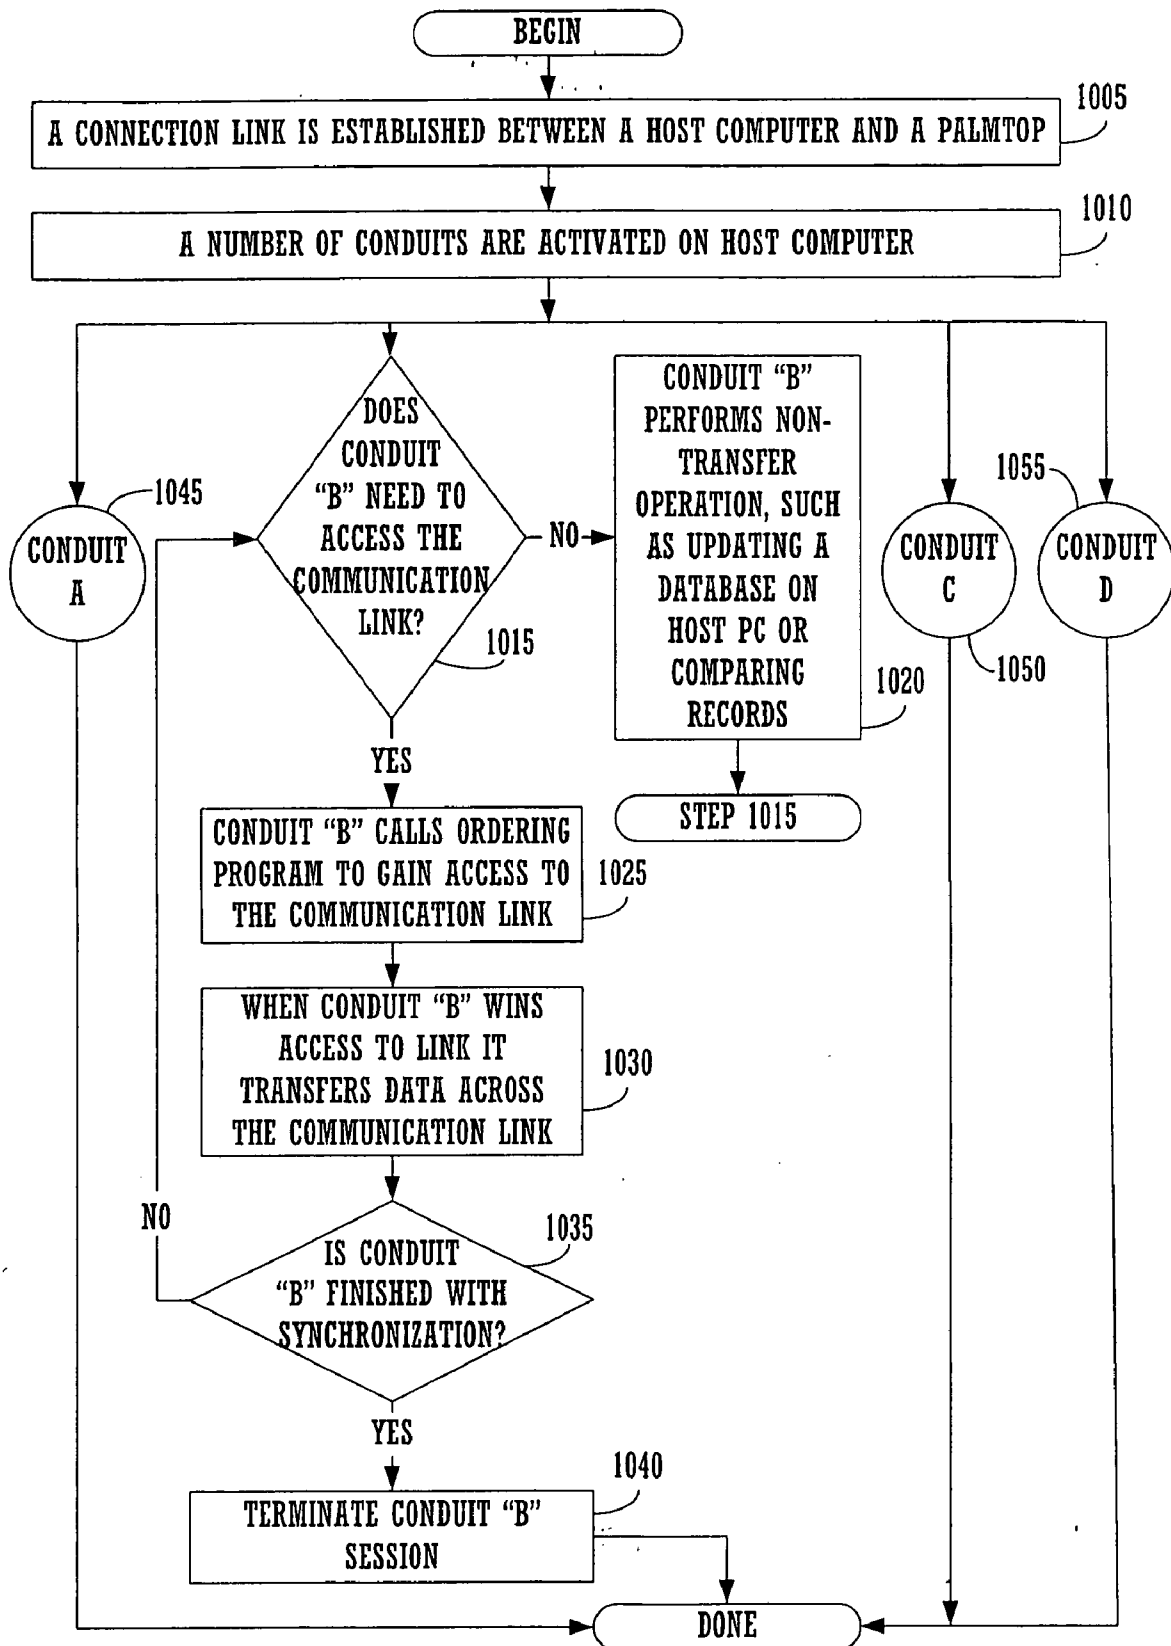 BEGIN
A CONNECTION LINK IS ESTABLISHED BETWEEN A HOST COMPUTER AND A PALMTOP
1005
A NUMBER OF CONDUITS ARE ACTIVATED ON HOST COMPUTER
1010
1045
CONDUIT
A
DOES
CONDUIT
“B” NEED TO
ACCESS THE
COMMUNICATION
LINK?
1015
NO
CONDUIT “B”
PERFORMS NON-
TRANSFER
OPERATION, SUCH
AS UPDATING A
DATABASE ON
HOST PC OR
COMPARING
RECORDS
1020
STEP 1015
CONDUIT
C
1050
1055
CONDUIT
D
YES
CONDUIT “B” CALLS ORDERING
PROGRAM TO GAIN ACCESS TO
THE COMMUNICATION LINK
1025
WHEN CONDUIT “B” WINS
ACCESS TO LINK IT
TRANSFERS DATA ACROSS
THE COMMUNICATION LINK
1030
NO
IS CONDUIT
“B” FINISHED WITH
SYNCHRONIZATION?
1035
YES
TERMINATE CONDUIT “B”
SESSION
1040
DONE